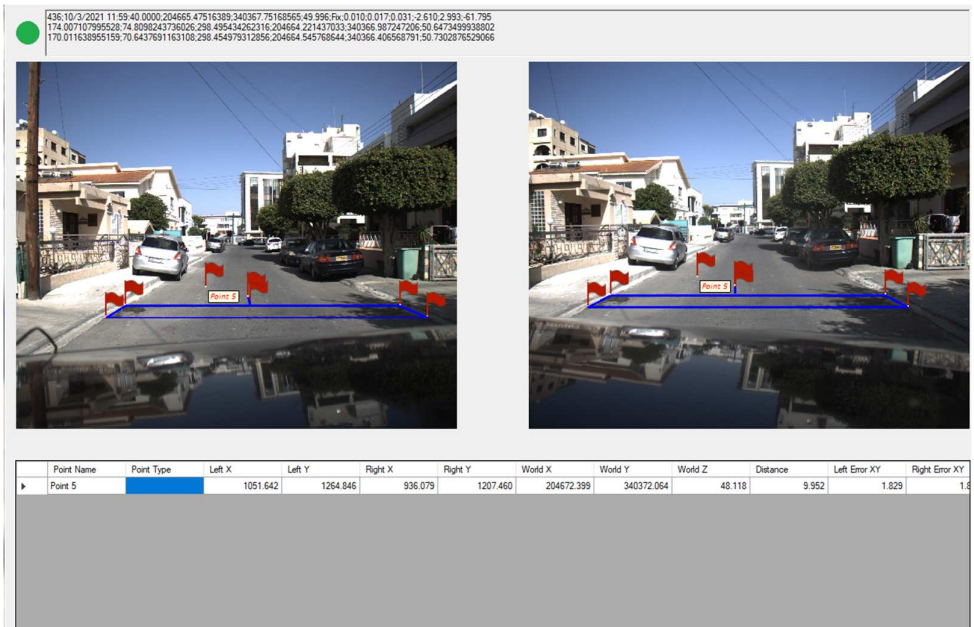 436;10/3/2021 11:59:40.0000;204665.47516389;340367.75168565;49.996;Fix;0.010;0.017;0.031;-2.610;2.993;-61.795
174.007107995528;74.8098243736026;298.495434262316;204664.221437033;340366.987247206;50.6473499938802
170.011638955159;70.6437691163108;298.454979312856;204664.545768644;340366.406568791;50.7302876529066
Point 5
Point 5
Point Name Point Type Left X Left Y Right X Right Y World X World Y World Z Distance Left Error XY Right Error XY
Point 5 1051.642 1264.846 936.079 1207.460 204672.399 340372.064 48.118 9.952 1.829